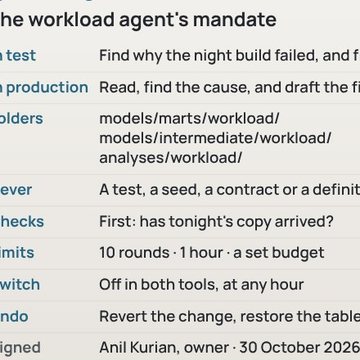 he workload agent's mandate
test Find why the night build failed, and
production Read, find the cause, and draft the
olders models/marts/workload/
models/intermediate/workload/
analyses/workload/
ever A test, a seed, a contract or a
hecks First: has tonight's copy arrived?
imits 10 rounds · 1 hour · a set budget
witch Off in both tools, at any hour
ndo Revert the change, restore the table
igned Anil Kurian, owner · 30 October 2026